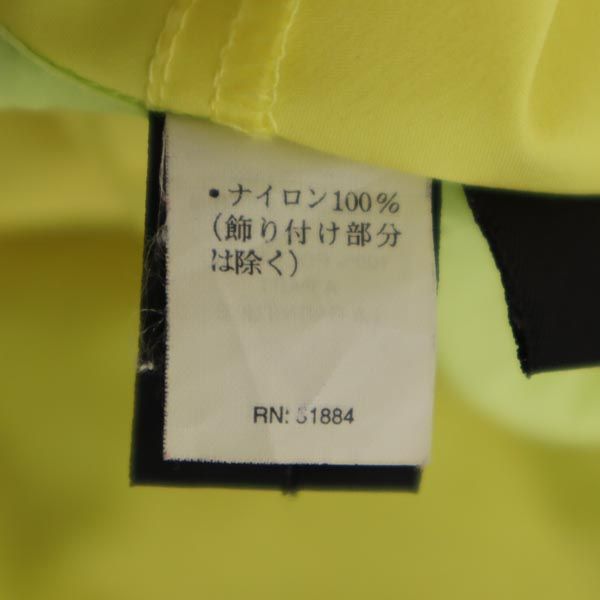 ・ナイロン100%
(飾り付け部分
は除く)
RN: 51884